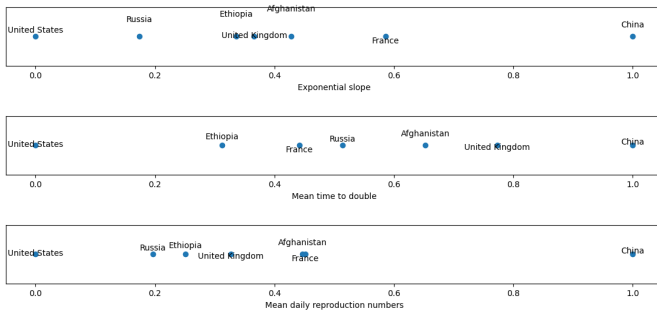 Afghanistan
Ethiopia
Russia
China
United States
United Kingdom
France
0.0 0.2 0.4 0.6 0.8 1.0
Exponential slope
Ethiopia
Russia
Afghanistan
China
United States
France
United Kingdom
0.0 0.2 0.4 0.6 0.8 1.0
Mean time to double
Afghanistan
Ethiopia
Russia
China
United States
United Kingdom
France
0.0 0.2 0.4 0.6 0.8 1.0
Mean daily reproduction numbers